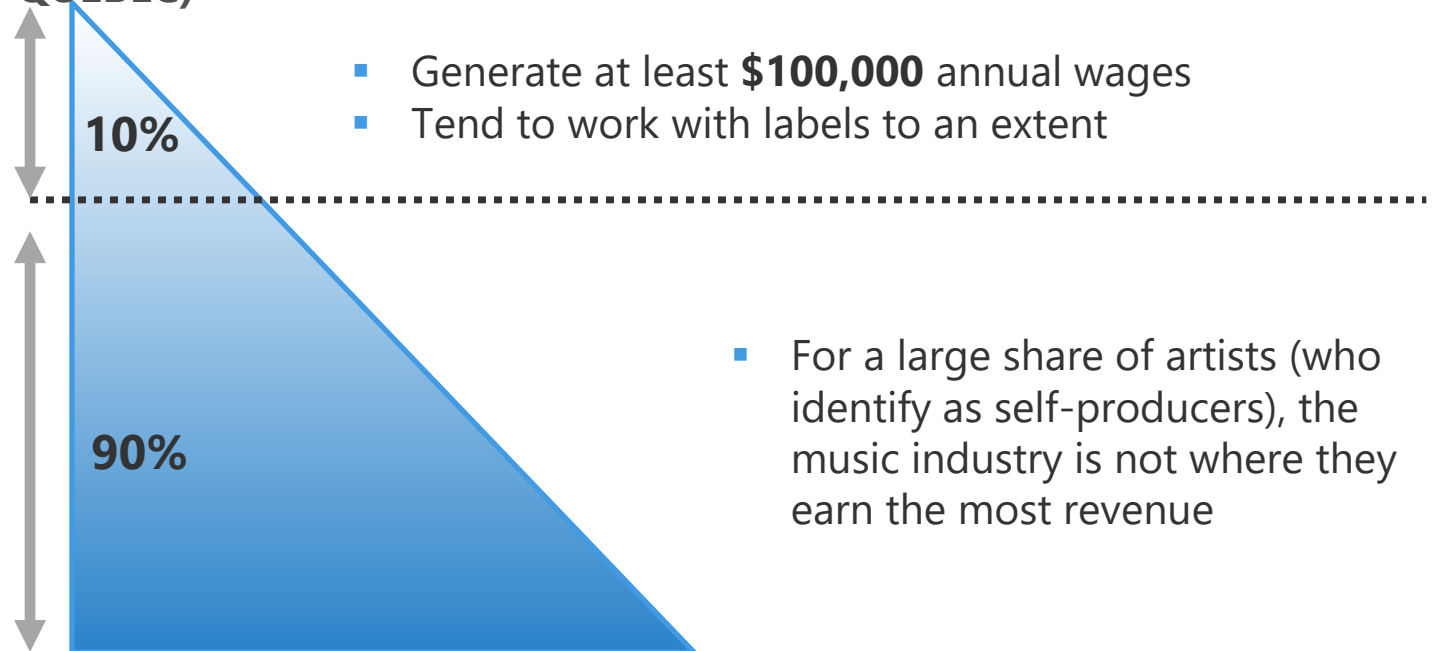 QUEBEC)
▪ Generate at least $100,000 annual wages
▪ Tend to work with labels to an extent
10%
▪ For a large share of artists (who
identify as self-producers), the
music industry is not where they
earn the most revenue
90%